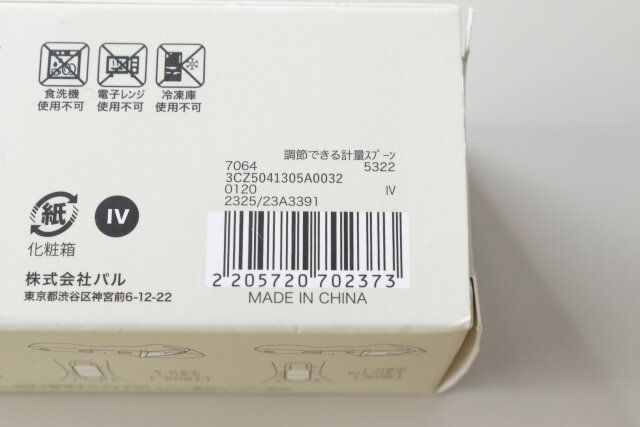 食洗機
使用不可
電子レンジ
使用不可
冷凍庫
使用不可
調節できる計量ｽﾌﾟｰﾝ
7064 5322
3CZ5041305A0032
0120 Ⅳ
2325/23A3391
紙
IV
化粧箱
2 205720 702373
MADE IN CHINA
株式会社パル
東京都渋谷区神宮前6-12-22